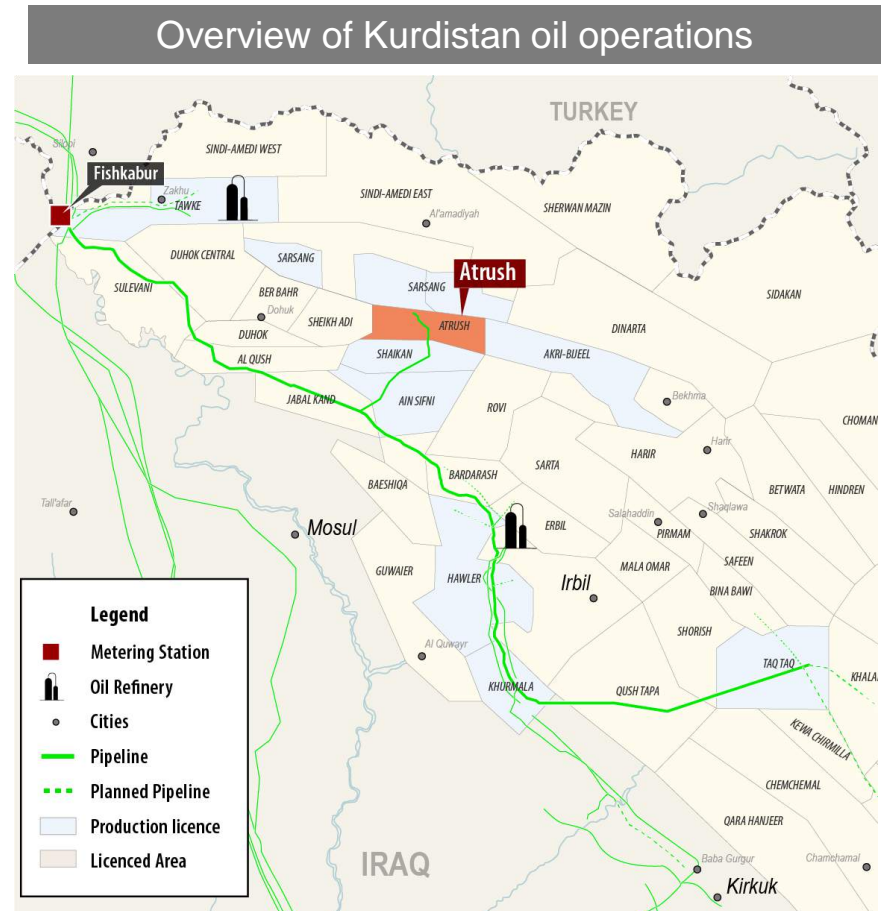 Overview of Kurdistan oil operations
TURKEY
Silopi
SINDI-AMEDI WEST
Fishkabur
Zakhu
TAWKE
SINDI-AMEDI EAST
SHERWAN MAZIN
Al'amadiyah
DUHOK CENTRAL
SARSANG
Atrush
SULEVANI
BER BAHR
SARSANG
SIDAKAN
Dohuk
SHEIKH ADI
ATRUSH
DINARTA
DUHOK
SHAIKAN
AKRI-BIJEEL
AL QUSH
JABAL KAND
AIN SIFNI
ROVI
Bekhma
CHOMAN
Harir
HARIR
SARTA
BARDARASH
BAESHIQA
BETWATA
HINDREN
Tall'afar
Mosul
Salahaddin
Shaqlawa
ERBIL
PIRMAM
SHAKROK
GUWAIER
HAWLER
MALA OMAR
SAFEEN
Irbil
BINA BAWI
SHORISH
Al Quwayr
TAQ TAQ
KHURMALA
QUSH TAPA
KHALA
KEWA CHIRMILLA
CHEMCHEMAL
QARA HANJEER
IRAQ
Baba Gurgur
Chamchamal
Kirkuk
Legend
Metering Station
Oil Refinery
Cities
Pipeline
Planned Pipeline
Production licence
Licenced Area